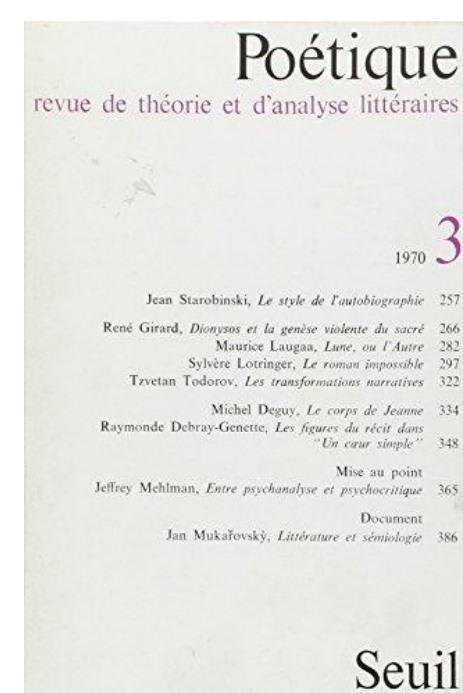 Poétique
revue de théorie et d'analyse littéraires
1970 3
Jean Starobinski, Le style de l'autobiographie 257
René Girard, Dionysos et la genèse violente du sacré 266
Maurice Laugaa, Lune, ou l'Autre 282
Sylvère Lotringer, Le roman impossible 297
Tzvetan Todorov, Les transformations narratives 322
Michel Deguy, Le corps de Jeanne 334
Raymonde Debray-Genette, Les figures du récit dans
"Un cœur simple" 348
Mise au point
Jeffrey Mehlman, Entre psychanalyse et psychocritique 365
Document
Jan Mukařovskỳ, Littérature et sémiologie 386
Seuil